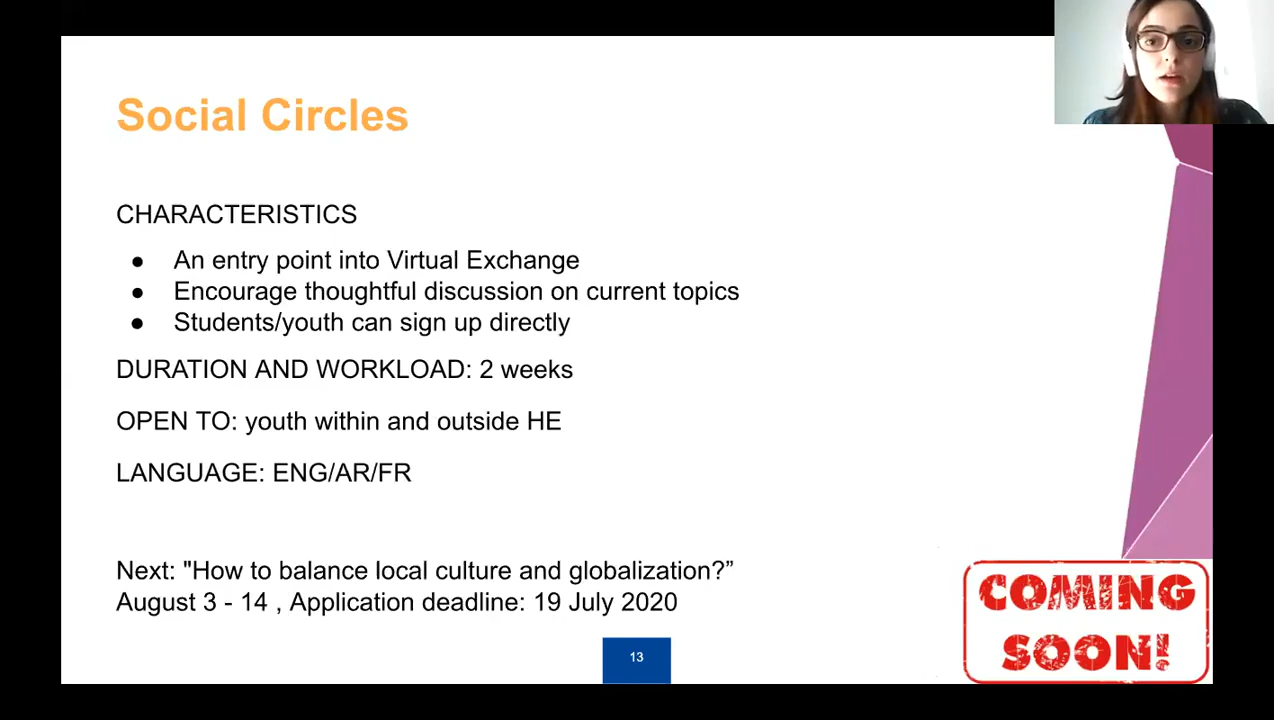 Social Circles
CHARACTERISTICS
● An entry point into Virtual Exchange
● Encourage thoughtful discussion on current topics
● Students/youth can sign up directly
DURATION AND WORKLOAD: 2 weeks
OPEN TO: youth within and outside HE
LANGUAGE: ENG/AR/FR
Next: "How to balance local culture and globalization?”
August 3 - 14 , Application deadline: 19 July 2020
COMING
SOON!
13